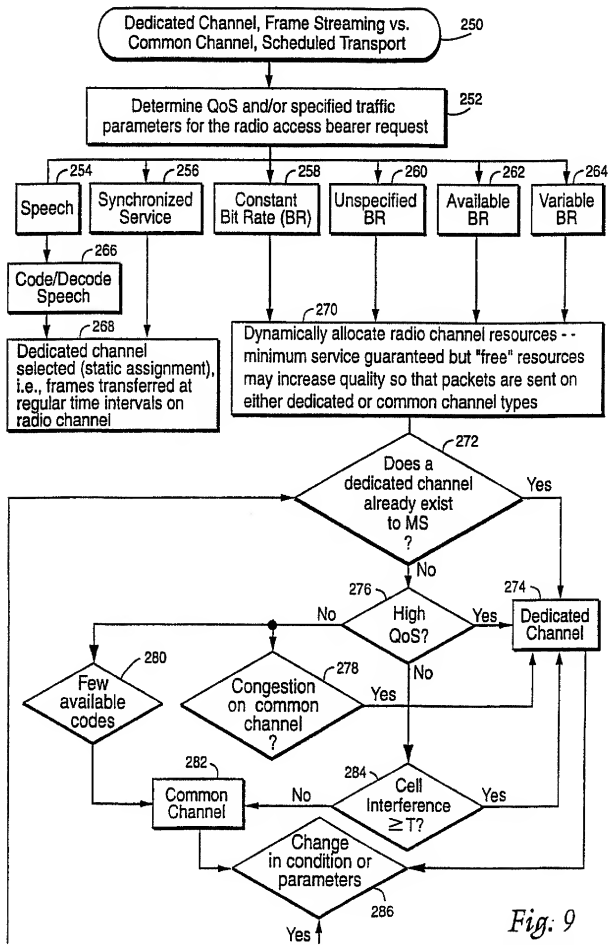 Dedicated Channel, Frame Streaming vs.
Common Channel, Scheduled Transport
250
Determine QoS and/or specified traffic
parameters for the radio access bearer request
252
254
256
258
260
262
264
Speech
Synchronized
Service
Constant
Bit Rate (BR)
Unspecified
BR
Available
BR
Variable
BR
266
Code/Decode
Speech
268
Dedicated channel
selected (static assignment),
i.e., frames transferred at
regular time intervals on
radio channel
270
Dynamically allocate radio channel resources - -
minimum service guaranteed but "free" resources
may increase quality so that packets are sent on
either dedicated or common channel types
272
Does a
dedicated channel
already exist
to MS
?
Yes
No
276
High
QoS?
No
Yes
No
274
Dedicated
Channel
280
Few
available
codes
278
Congestion
on common
channel
?
Yes
282
Common
Channel
284
Cell
Interference
≥ T?
No
Yes
Change
in condition or
parameters
286
Yes
Fig. 9